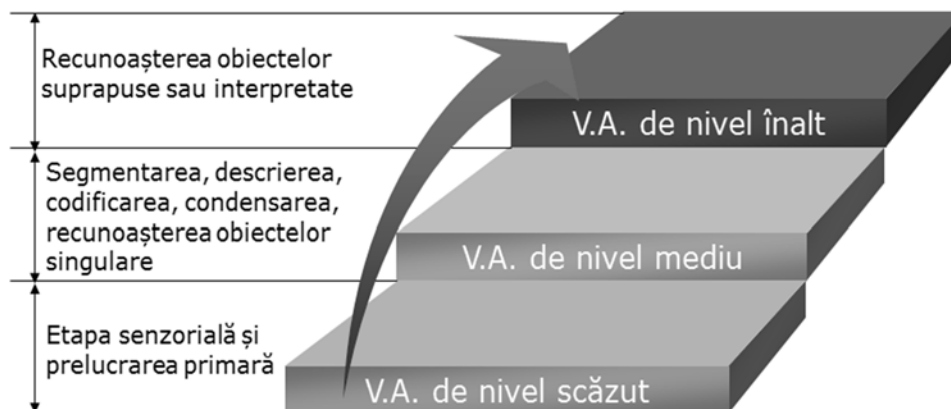 Recunoașterea obiectelor
suprapuse sau interpretate
V.A. de nivel înalt
Segmentarea, descrierea,
codificarea, condensarea,
recunoașterea obiectelor
singulare
V.A. de nivel mediu
Etapa senzorială și
prelucrarea primară
V.A. de nivel scăzut